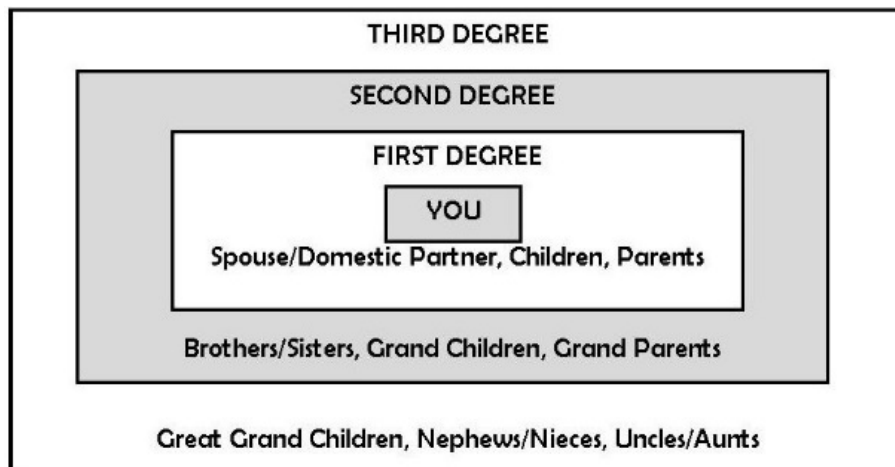 THIRD DEGREE
SECOND DEGREE
FIRST DEGREE
YOU
Spouse/Domestic Partner, Children, Parents
Brothers/Sisters, Grand Children, Grand Parents
Great Grand Children, Nephews/Nieces, Uncles/Aunts